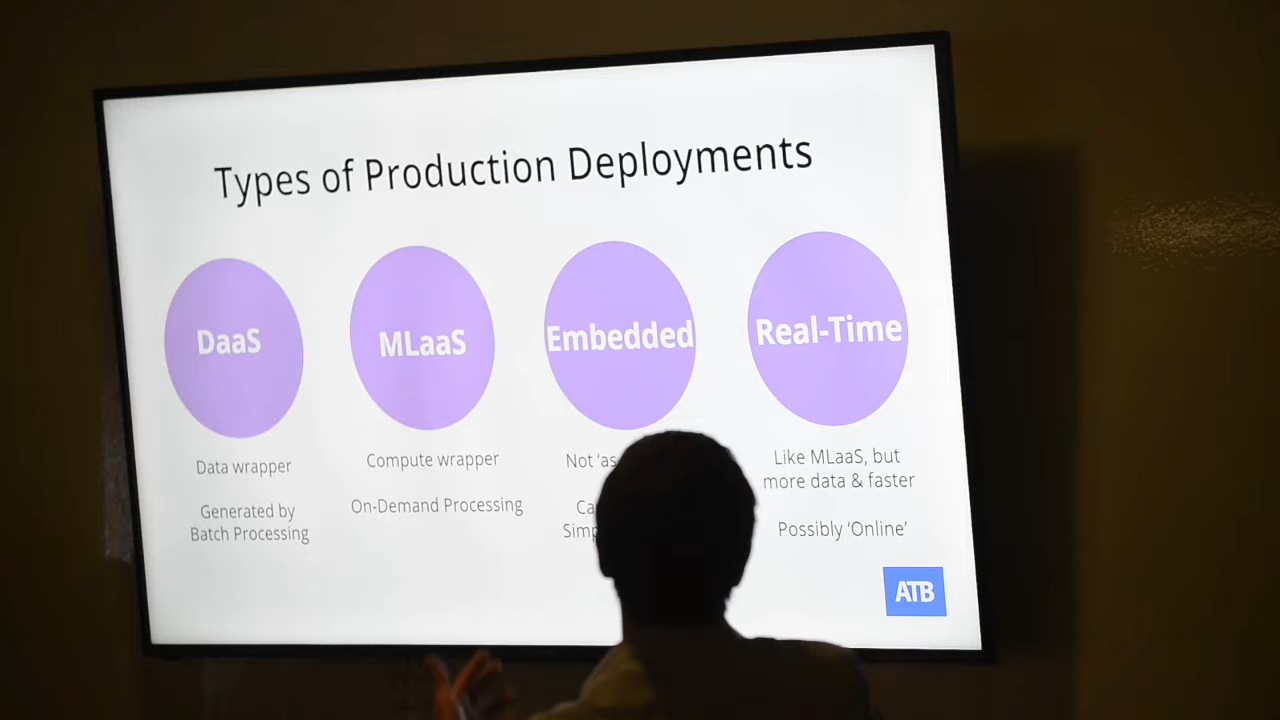 Types of Production Deployments
DaaS
MLaaS
Embedded
Real-Time
Data wrapper
Generated by
Batch Processing
Compute wrapper
On-Demand Processing
Not
Like MLaaS, but
more data & faster
Possibly ‘Online’
ATB